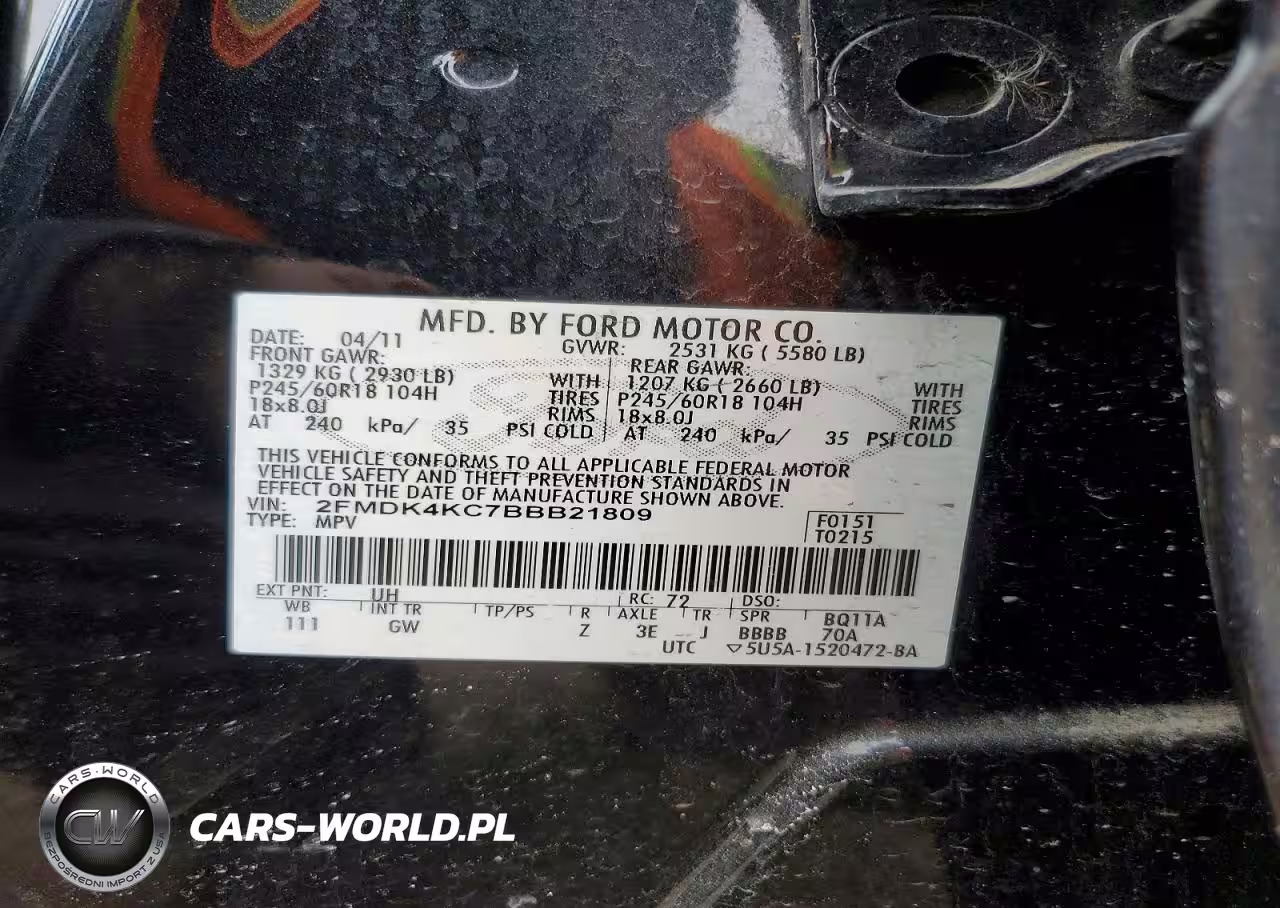 MFD. BY FORD MOTOR CO.
DATE: 04/11 GVWR: 2531 KG ( 5580 LB)
FRONT GAWR: REAR GAWR:
1329 KG ( 2930 LB) WITH 1207 KG ( 2660 LB) WITH
P245/60R18 104H TIRES P245/60R18 104H TIRES
18x8.0J RIMS 18x8.0J RIMS
AT 240 kPa/ 35 PSI COLD AT 240 kPa/ 35 PSI COLD
THIS VEHICLE CONFORMS TO ALL APPLICABLE FEDERAL MOTOR
VEHICLE SAFETY AND THEFT PREVENTION STANDARDS IN
EFFECT ON THE DATE OF MANUFACTURE SHOWN ABOVE.
VIN: 2FMDK4KC7BBB21809
TYPE: MPV
F0151
T0215
EXT PNT: UH RC: 72 DSO:
WB INT TR TP/PS R AXLE TR SPR BQ11A
111 GW Z 3E J BBBB 70A
UTC ▽5U5A-1520472-BA
CARS-WORLD
CW
BEZPOŚREDNI IMPORT Z USA
CARS-WORLD.PL